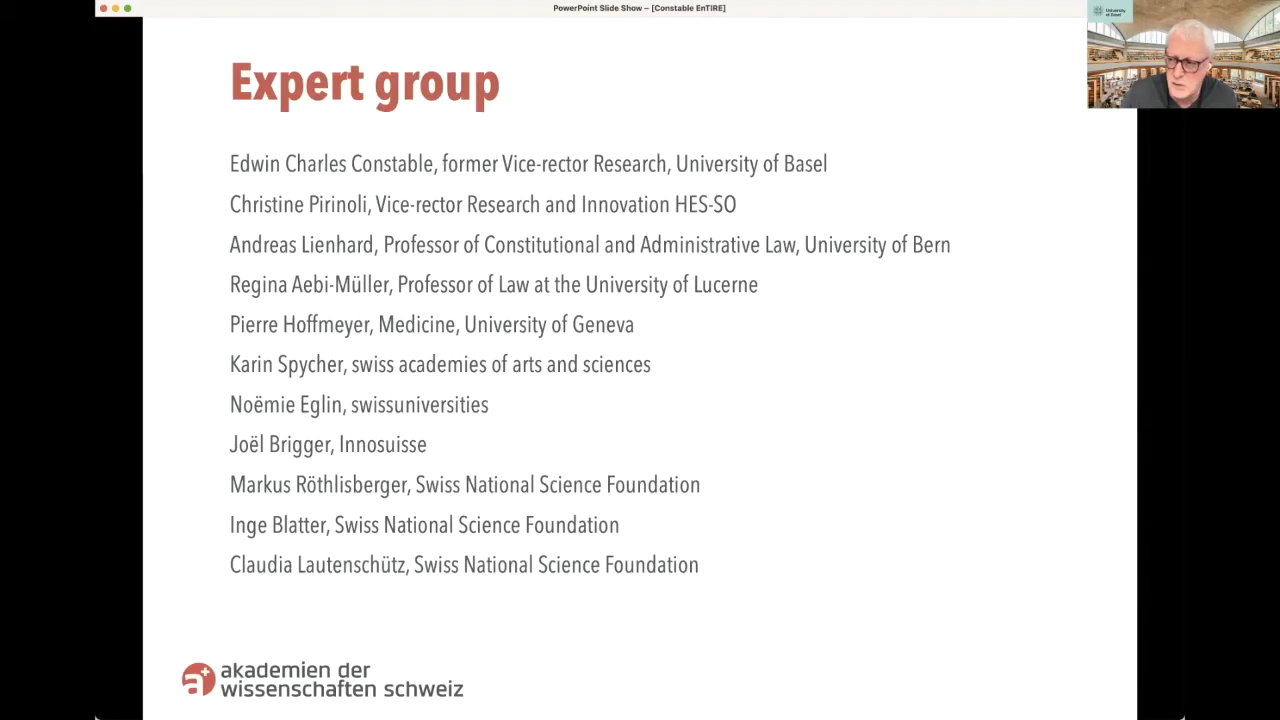 PowerPoint Slide Show – [Constable EnTIRE]
University
of Basel
Expert group
Edwin Charles Constable, former Vice-rector Research, University of Basel
Christine Pirinoli, Vice-rector Research and Innovation HES-SO
Andreas Lienhard, Professor of Constitutional and Administrative Law, University of Bern
Regina Aebi-Müller, Professor of Law at the University of Lucerne
Pierre Hoffmeyer, Medicine, University of Geneva
Karin Spycher, swiss academies of arts and sciences
Noëmie Eglin, swissuniversities
Joël Brigger, Innosuisse
Markus Röthlisberger, Swiss National Science Foundation
Inge Blatter, Swiss National Science Foundation
Claudia Lautenschütz, Swiss National Science Foundation
a+ akademien der
wissenschaften schweiz